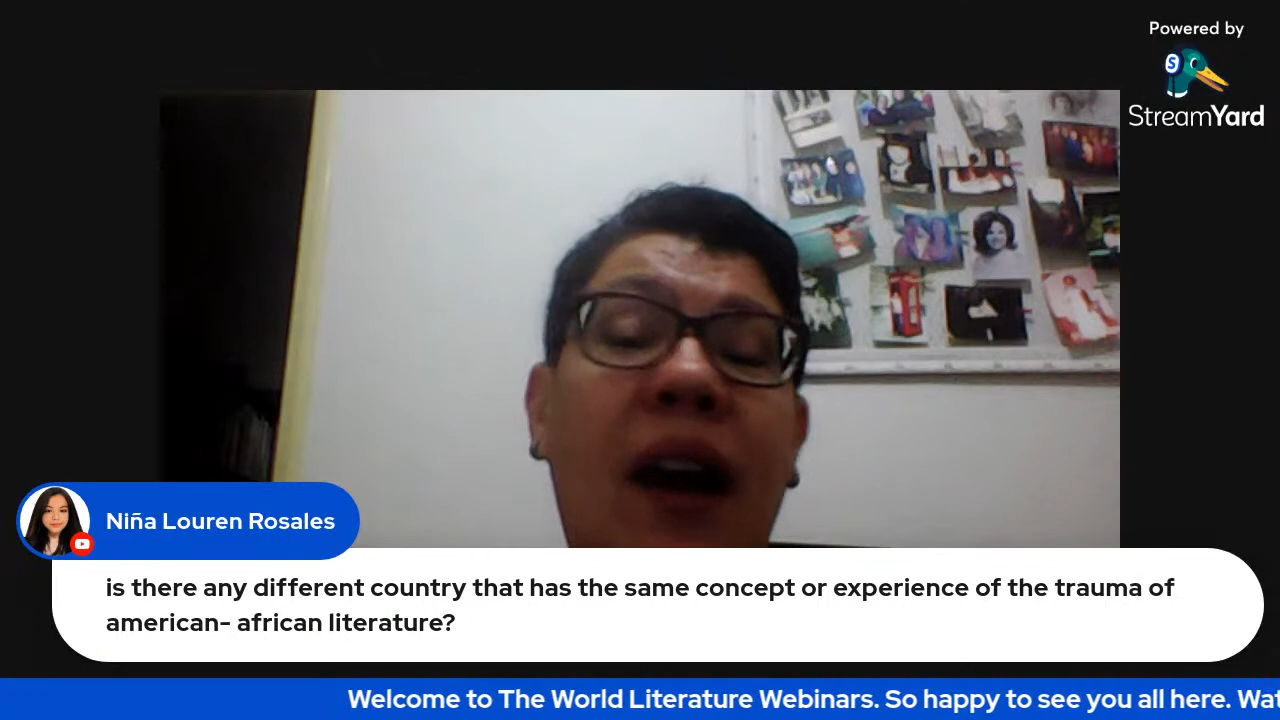 Powered by
S
StreamYard
Niña Louren Rosales
is there any different country that has the same concept or experience of the trauma of
american- african literature?
Welcome to The World Literature Webinars. So happy to see you all here. Wat